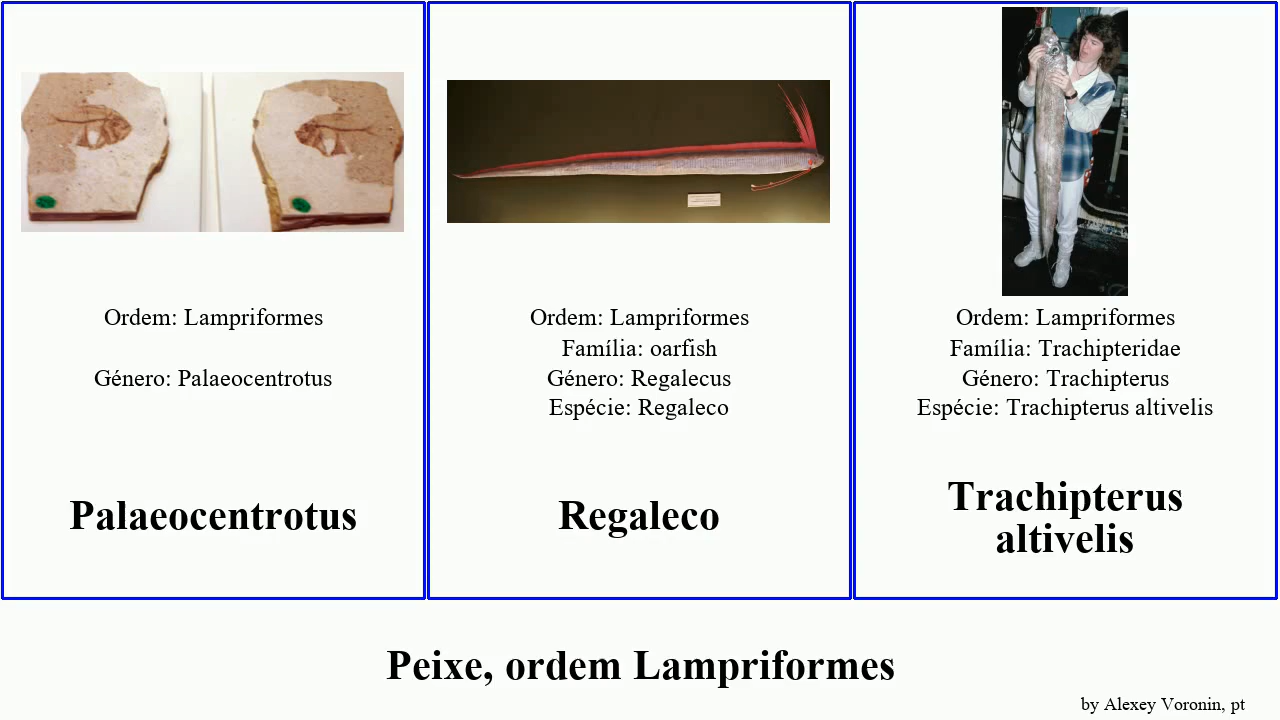 Ordem: Lampriformes
Género: Palaeocentrotus
Palaeocentrotus
Ordem: Lampriformes
Família: oarfish
Género: Regalecus
Espécie: Regaleco
Regaleco
Ordem: Lampriformes
Família: Trachipteridae
Género: Trachipterus
Espécie: Trachipterus altivelis
Trachipterus
altivelis
Peixe, ordem Lampriformes
by Alexey Voronin, pt